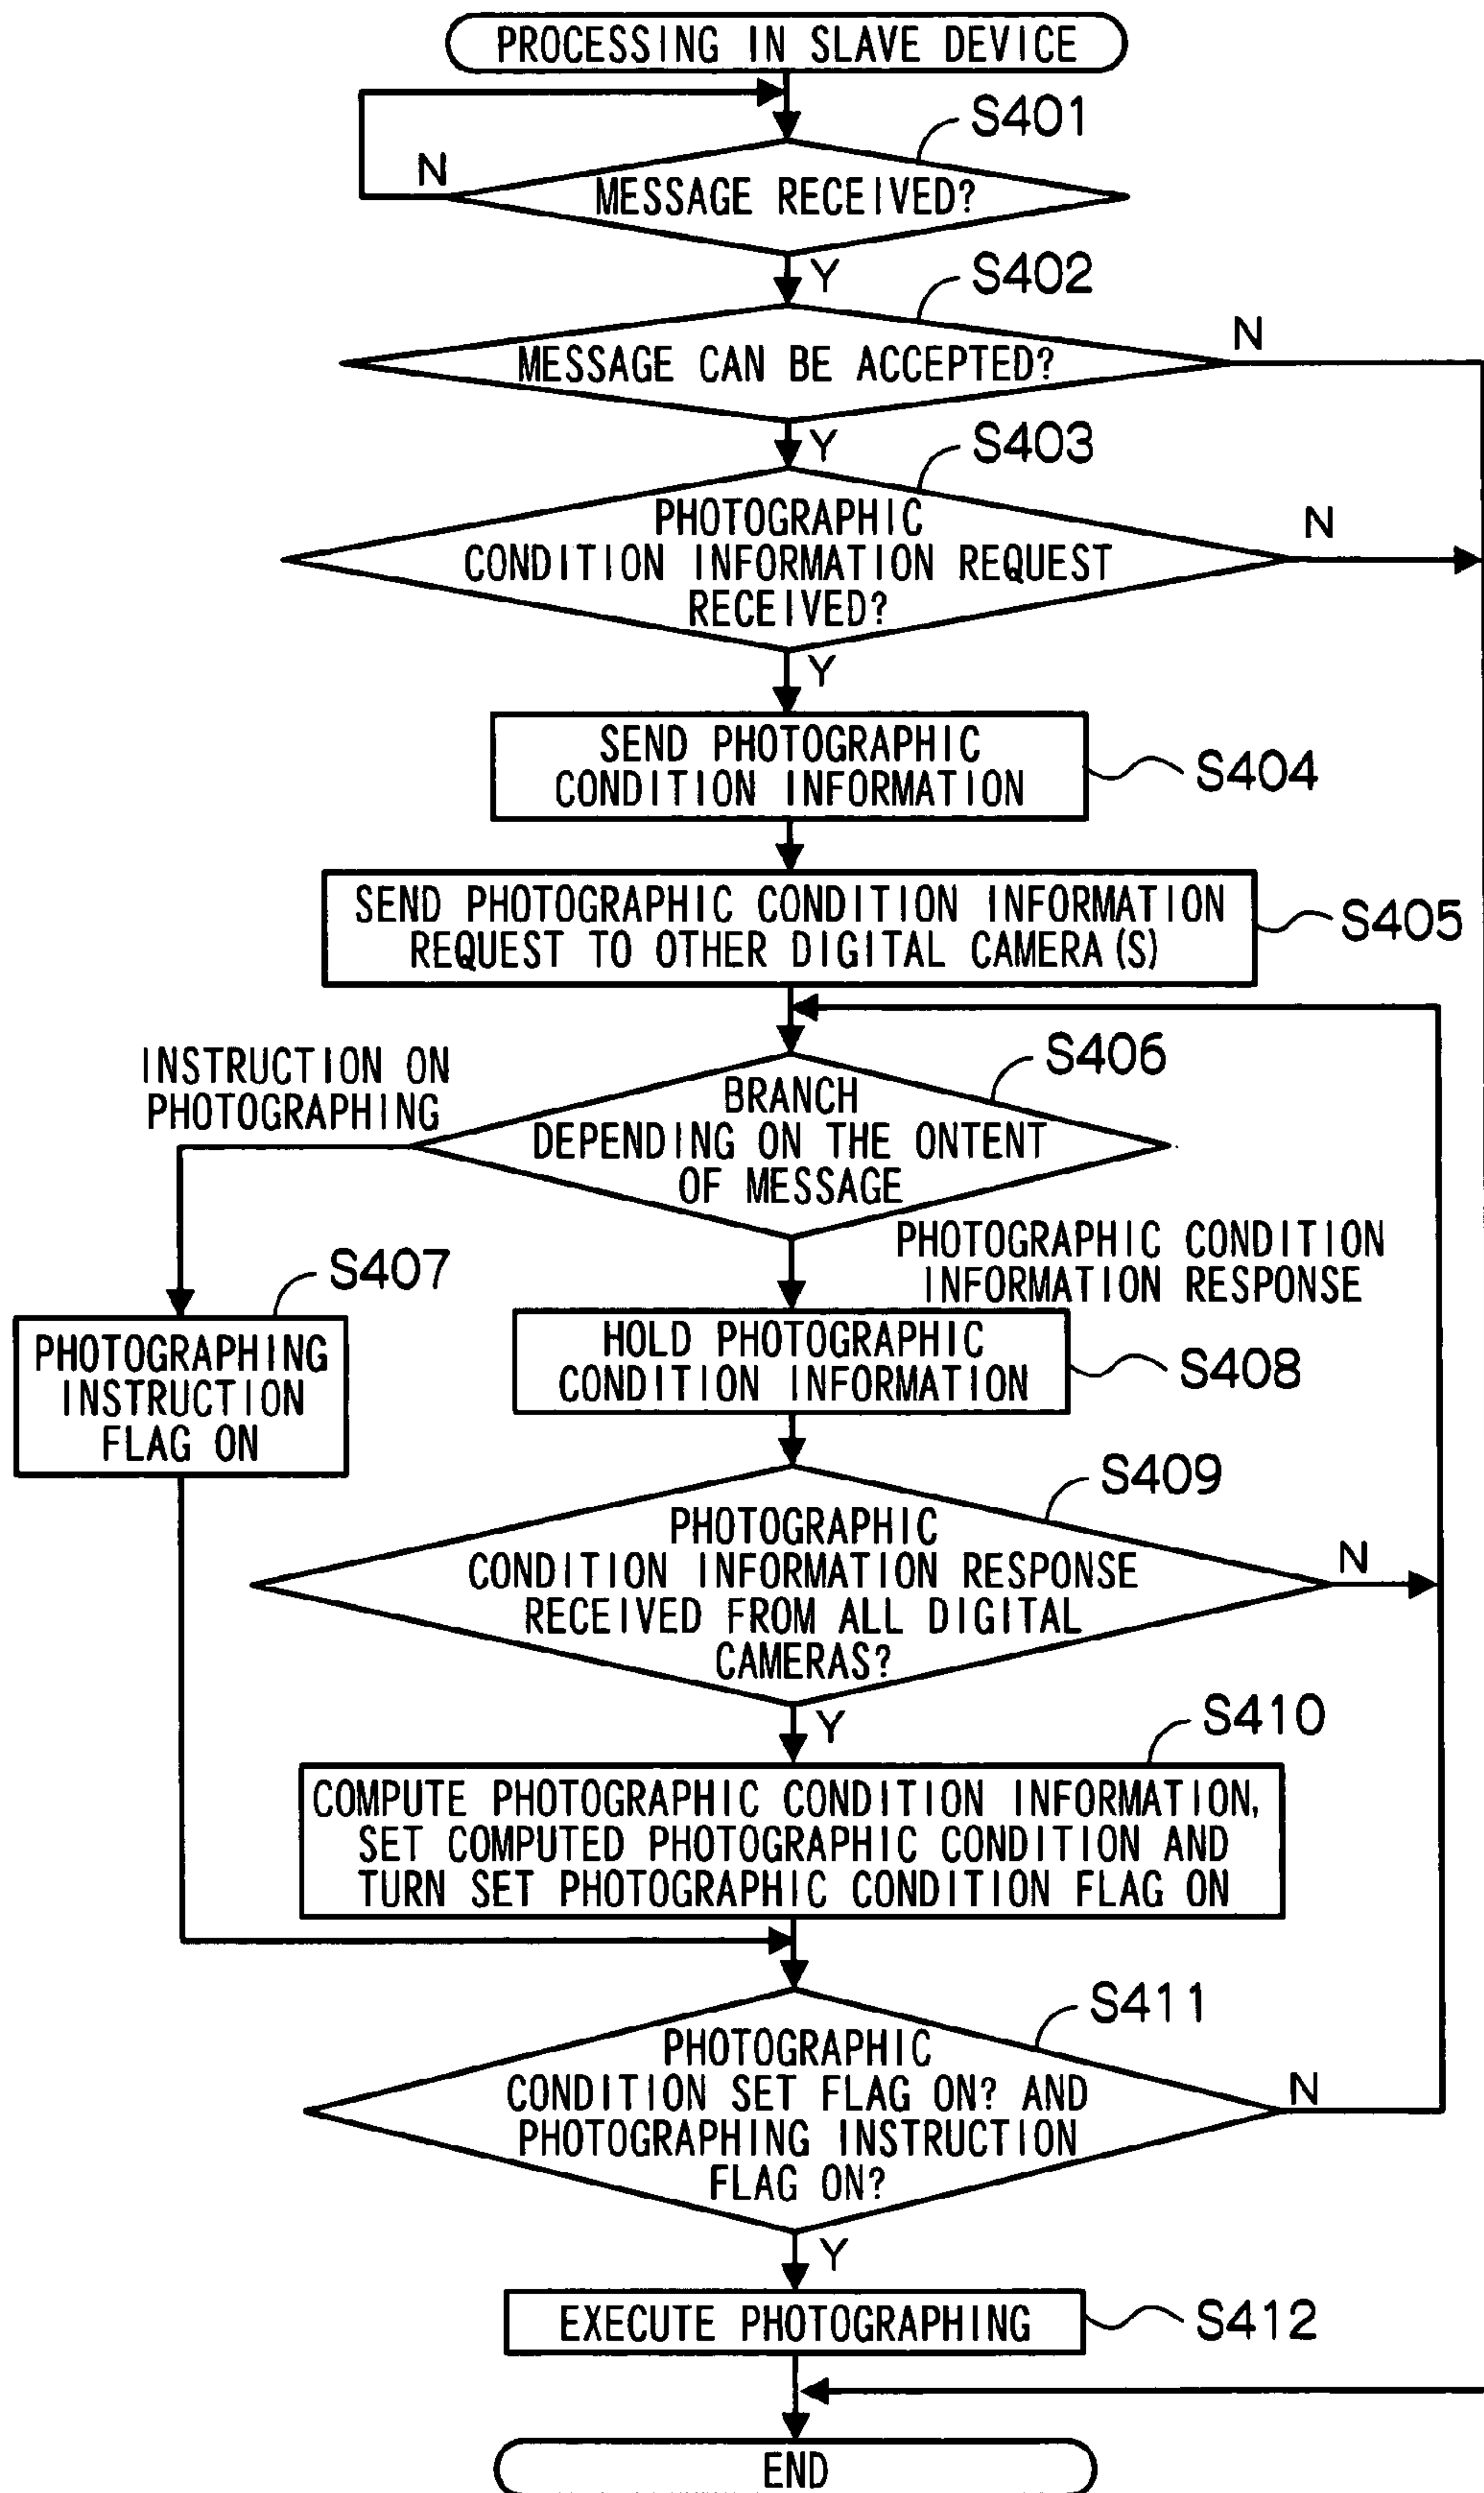 PROCESSING IN SLAVE DEVICE
S401
N
MESSAGE RECEIVED?
Y
S402
N
MESSAGE CAN BE ACCEPTED?
Y
S403
PHOTOGRAPHIC
N
CONDITION INFORMATION REQUEST
RECEIVED?
Y
SEND PHOTOGRAPHIC
CONDITION INFORMATION
S404
SEND PHOTOGRAPHIC CONDITION INFORMATION
REQUEST TO OTHER DIGITAL CAMERA(S)
S405
INSTRUCTION ON
PHOTOGRAPHING
S406
BRANCH
DEPENDING ON THE ONTENT
OF MESSAGE
PHOTOGRAPHIC CONDITION
INFORMATION RESPONSE
S407
PHOTOGRAPHING
INSTRUCTION
FLAG ON
HOLD PHOTOGRAPHIC
CONDITION INFORMATION
S408
S409
PHOTOGRAPHIC
CONDITION INFORMATION RESPONSE
RECEIVED FROM ALL DIGITAL
CAMERAS?
N
Y
S410
COMPUTE PHOTOGRAPHIC CONDITION INFORMATION,
SET COMPUTED PHOTOGRAPHIC CONDITION AND
TURN SET PHOTOGRAPHIC CONDITION FLAG ON
S411
PHOTOGRAPHIC
CONDITION SET FLAG ON? AND
PHOTOGRAPHING INSTRUCTION
FLAG ON?
N
Y
EXECUTE PHOTOGRAPHING
S412
END